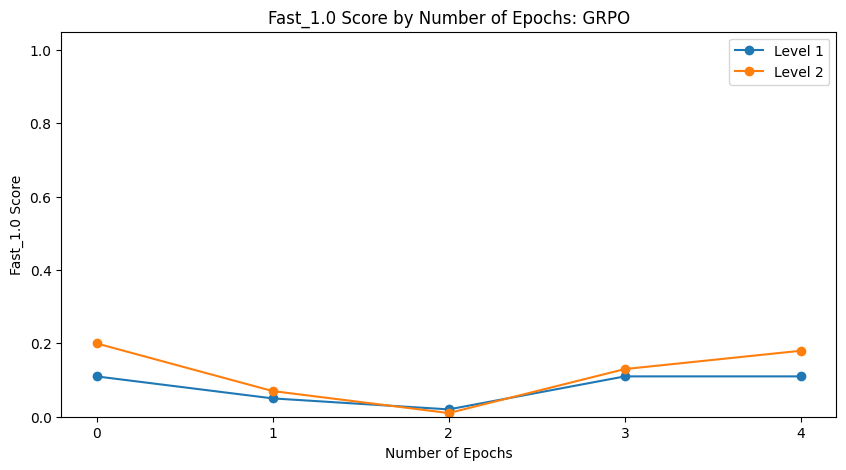 Fast_1.0 Score by Number of Epochs: GRPO
Level 1
Level 2
Fast_1.0 Score
1.0
0.8
0.6
0.4
0.2
0.0
0 1 2 3 4
Number of Epochs